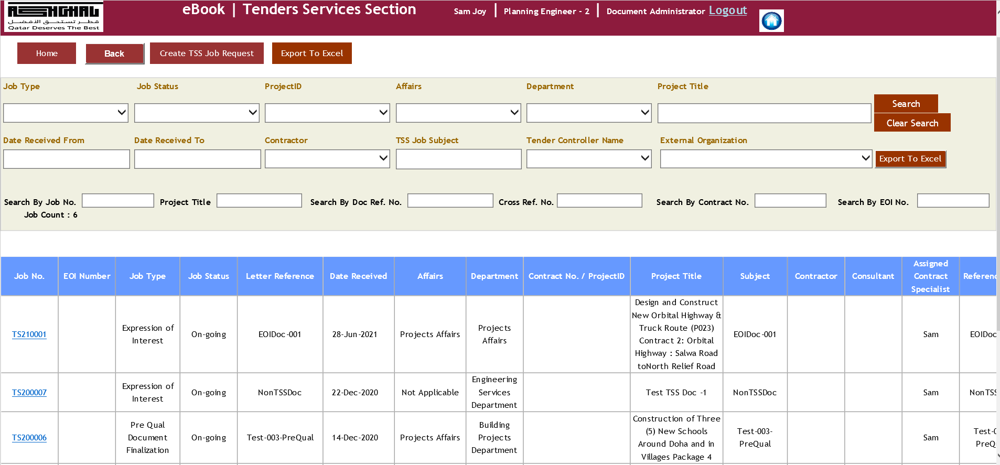 ASHGHAL
قطر تستحق الأفضل
Qatar Deserves The Best
eBook | Tenders Services Section
Sam Joy | Planning Engineer - 2 | Document Administrator Logout
Home
Back
Create TSS Job Request
Export To Excel
Job Type
Job Status
ProjectID
Affairs
Department
Project Title
Search
Clear Search
Date Received From
Date Received To
Contractor
TSS Job Subject
Tender Controller Name
External Organization
Export To Excel
Search By Job No.
Project Title
Search By Doc Ref. No.
Cross Ref. No.
Search By Contract No.
Search By EOI No.
Job Count : 6
Job No.
EOI Number
Job Type
Job Status
Letter Reference
Date Received
Affairs
Department
Contract No. / ProjectID
Project Title
Subject
Contractor
Consultant
Assigned
Contract
Specialist
Referenc
TS210001
Expression of
Interest
On-going
EOIDoc-001
28-Jun-2021
Projects Affairs
Projects
Affairs
Design and Construct
New Orbital Highway &
Truck Route (P023)
Contract 2: Orbital
Highway : Salwa Road
toNorth Relief Road
EOIDoc-001
Sam
EOIDoc
TS200007
Expression of
Interest
On-going
NonTSSDoc
22-Dec-2020
Not Applicable
Engineering
Services
Department
Test TSS Doc -1
NonTSSDoc
Sam
NonTSS
TS200006
Pre Qual
Document
Finalization
On-going
Test-003-PreQual
14-Dec-2020
Projects Affairs
Building
Projects
Department
Construction of Three
(5) New Schools
Around Doha and in
Villages Package 4
Test-003-
PreQual
Sam
Test-0
PreQ